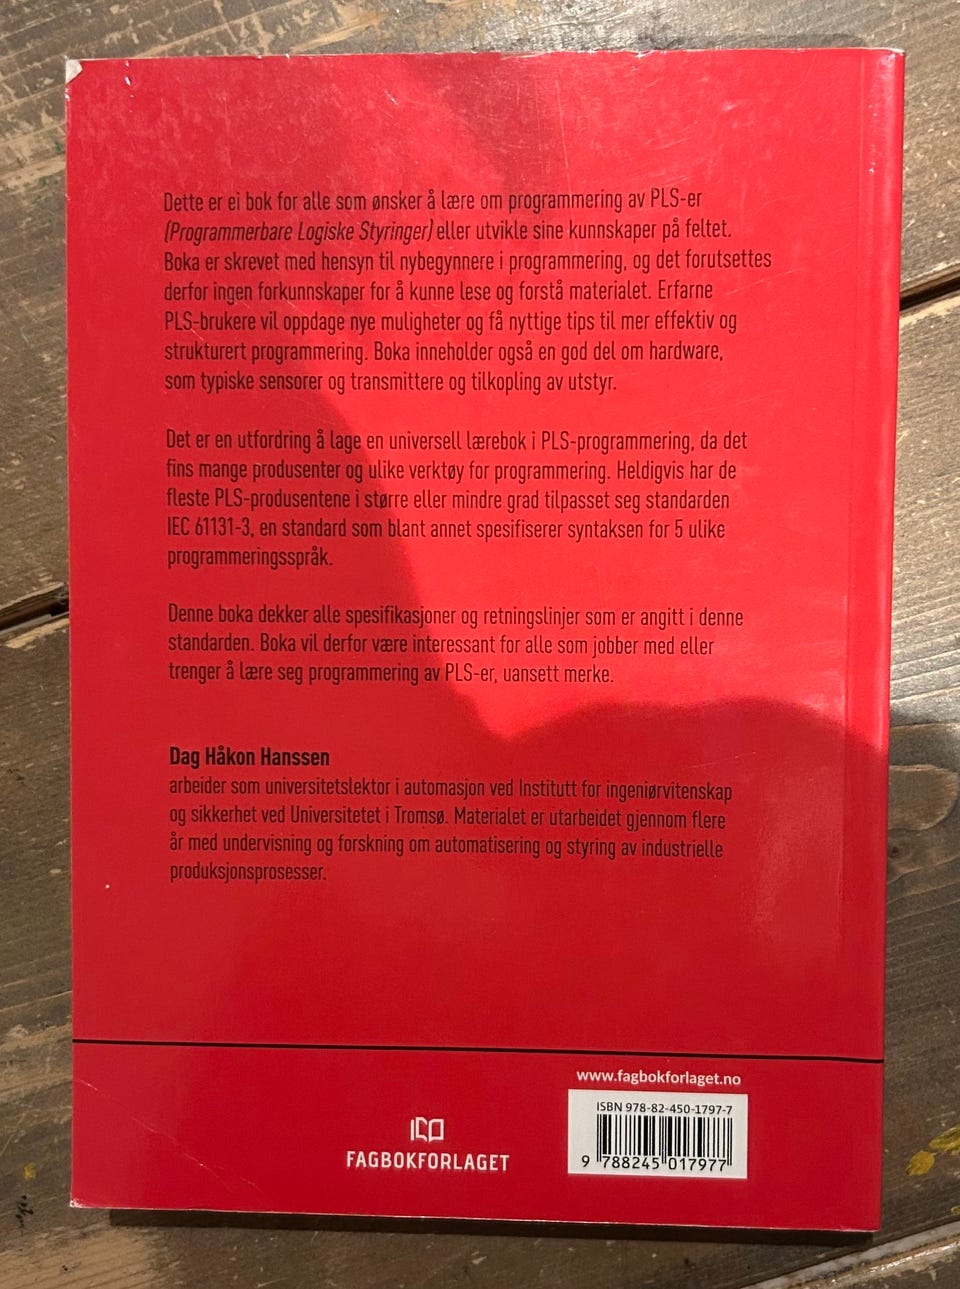 Dette er ei bok for alle som ønsker å lære om programmering av PLS-er
(Programmerbare Logiske Styringer) eller utvikle sine kunnskaper på feltet.
Boka er skrevet med hensyn til nybegynnere i programmering, og det forutsettes
derfor ingen forkunnskaper for å kunne lese og forstå materialet. Erfarne
PLS-brukere vil oppdage nye muligheter og få nyttige tips til mer effektiv og
strukturert programmering. Boka inneholder også en god del om hardware,
som typiske sensorer og transmittere og tilkopling av utstyr.
Det er en utfordring å lage en universell lærebok i PLS-programmering, da det
fins mange produsenter og ulike verktøy for programmering. Heldigvis har de
fleste PLS-produsentene i større eller mindre grad tilpasset seg standarden
IEC 61131-3, en standard som blant annet spesifiserer syntaksen for 5 ulike
programmeringsspråk.
Denne boka dekker alle spesifikasjoner og retningslinjer som er angitt i denne
standarden. Boka vil derfor være interessant for alle som jobber med eller
trenger å lære seg programmering av PLS-er, uansett merke.
Dag Håkon Hanssen
arbeider som universitetslektor i automasjon ved Institutt for ingeniørvitenskap
og sikkerhet ved Universitetet i Tromsø. Materialet er utarbeidet gjennom flere
år med undervisning og forskning om automatisering og styring av industrielle
produksjonsprosesser.
www.fagbokforlaget.no
ISBN 978-82-450-1797-7
9 788245 017977
FAGBOKFORLAGET